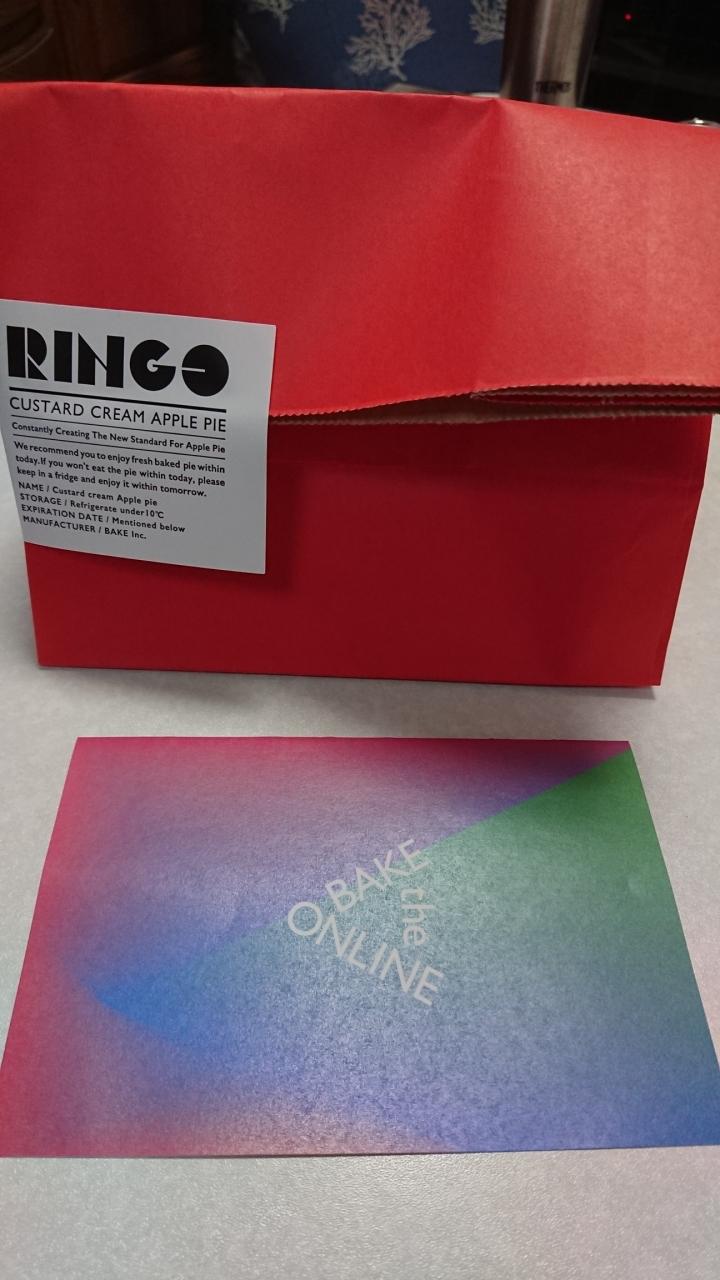 THERMOS
RINGO
CUSTARD CREAM APPLE PIE
Constantly Creating The New Standard For Apple Pie
We recommend you to enjoy fresh baked pie within
today.If you won't eat the pie within today, please
keep in a fridge and enjoy it within tomorrow.
NAME / Custard cream Apple pie
STORAGE / Refrigerate under10℃
EXPIRATION DATE / Mentioned below
MANUFACTURER / BAKE Inc.
BAKE
the
ONLINE